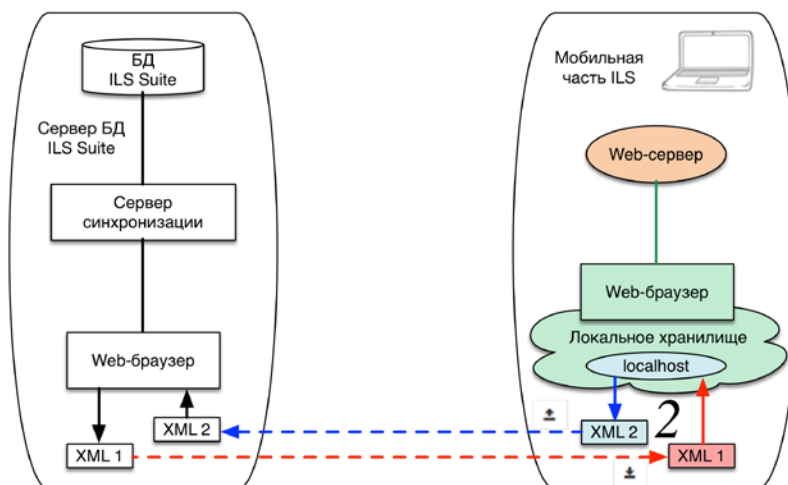 БД
ILS Suite
Сервер БД
ILS Suite
Сервер
синхронизации
Web-браузер
XML 2
XML 1
Мобильная
часть ILS
Web-сервер
Web-браузер
Локальное хранилище
localhost
XML 2
2
XML 1